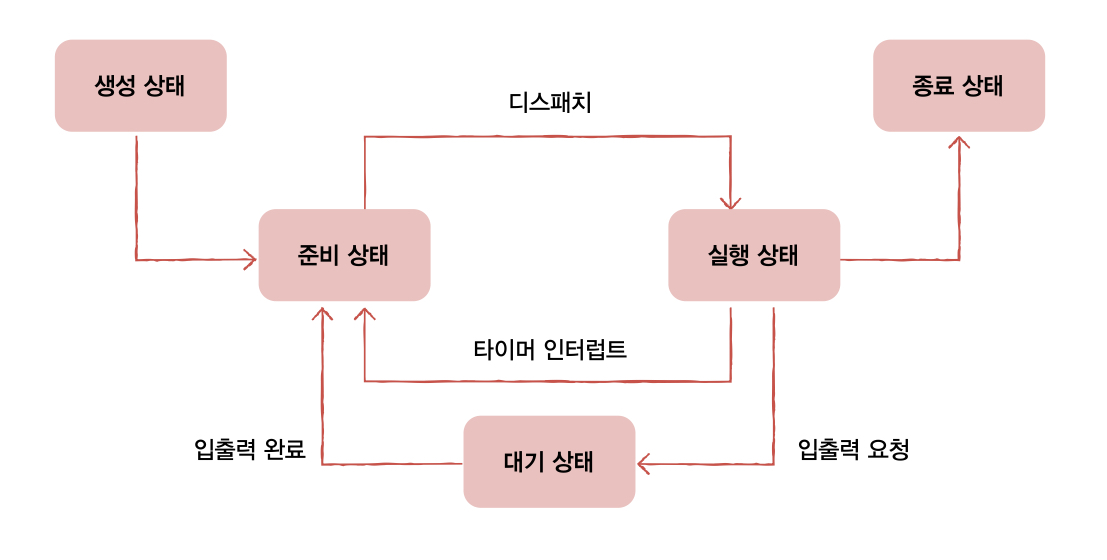 생성 상태
종료 상태
디스패치
준비 상태
실행 상태
타이머 인터럽트
입출력 완료
대기 상태
입출력 요청